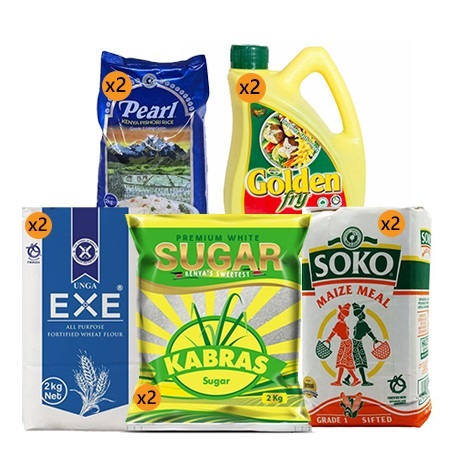 x2
Pearl
KENYA PISHORI RICE
x2
Golden
fry
x2
UNGA
EXE®
ALL PURPOSE
FORTIFIED WHEAT FLOUR
2kg
Net
PREMIUM WHITE
SUGAR
KENYA'S SWEETEST
KABRAS
Sugar
2 Kg
x2
x2
SOKO
MAIZE MEAL
GRADE 1 SIFTED